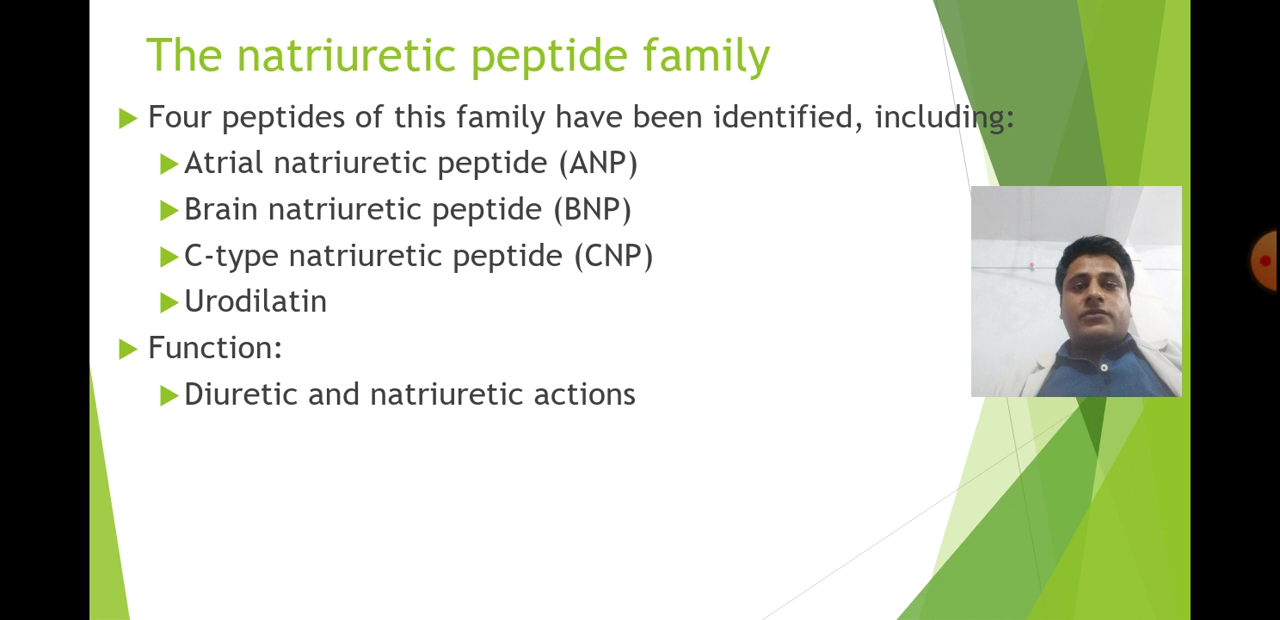 The natriuretic peptide family
Four peptides of this family have been identified, including:
Atrial natriuretic peptide (ANP)
Brain natriuretic peptide (BNP)
C-type natriuretic peptide (CNP)
Urodilatin
Function:
Diuretic and natriuretic actions